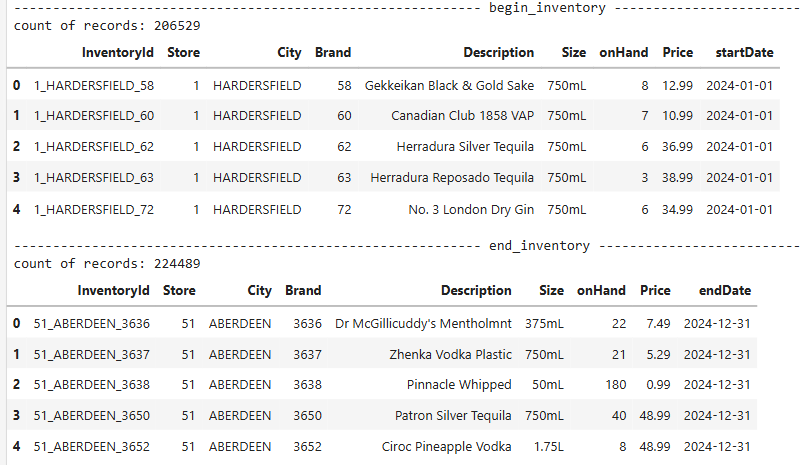 ------------------------------------------------------------ begin_inventory ------------------------
count of records: 206529
InventoryId Store City Brand Description Size onHand Price startDate
0 1_HARDERSFIELD_58 1 HARDERSFIELD 58 Gekkeikan Black & Gold Sake 750mL 8 12.99 2024-01-01
1 1_HARDERSFIELD_60 1 HARDERSFIELD 60 Canadian Club 1858 VAP 750mL 7 10.99 2024-01-01
2 1_HARDERSFIELD_62 1 HARDERSFIELD 62 Herradura Silver Tequila 750mL 6 36.99 2024-01-01
3 1_HARDERSFIELD_63 1 HARDERSFIELD 63 Herradura Reposado Tequila 750mL 3 38.99 2024-01-01
4 1_HARDERSFIELD_72 1 HARDERSFIELD 72 No. 3 London Dry Gin 750mL 6 34.99 2024-01-01
------------------------------------------------------------ end_inventory --------------------------
count of records: 224489
InventoryId Store City Brand Description Size onHand Price endDate
0 51_ABERDEEN_3636 51 ABERDEEN 3636 Dr McGillicuddy's Mentholmnt 375mL 22 7.49 2024-12-31
1 51_ABERDEEN_3637 51 ABERDEEN 3637 Zhenka Vodka Plastic 750mL 21 5.29 2024-12-31
2 51_ABERDEEN_3638 51 ABERDEEN 3638 Pinnacle Whipped 50mL 180 0.99 2024-12-31
3 51_ABERDEEN_3650 51 ABERDEEN 3650 Patron Silver Tequila 750mL 40 48.99 2024-12-31
4 51_ABERDEEN_3652 51 ABERDEEN 3652 Ciroc Pineapple Vodka 1.75L 8 48.99 2024-12-31